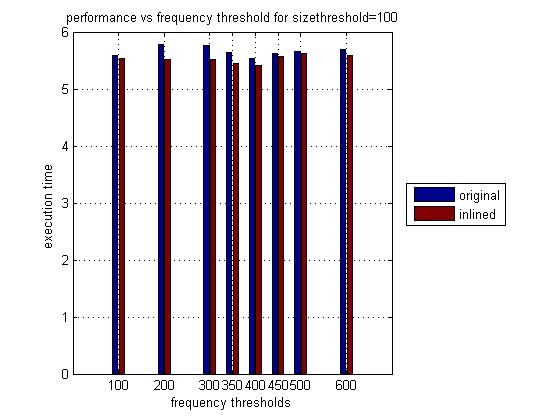 performance vs frequency threshold for sizethreshold=100
6
5
4
3
2
1
0
execution time
100 200 300 350 400 450 500 600
frequency thresholds
original
inlined